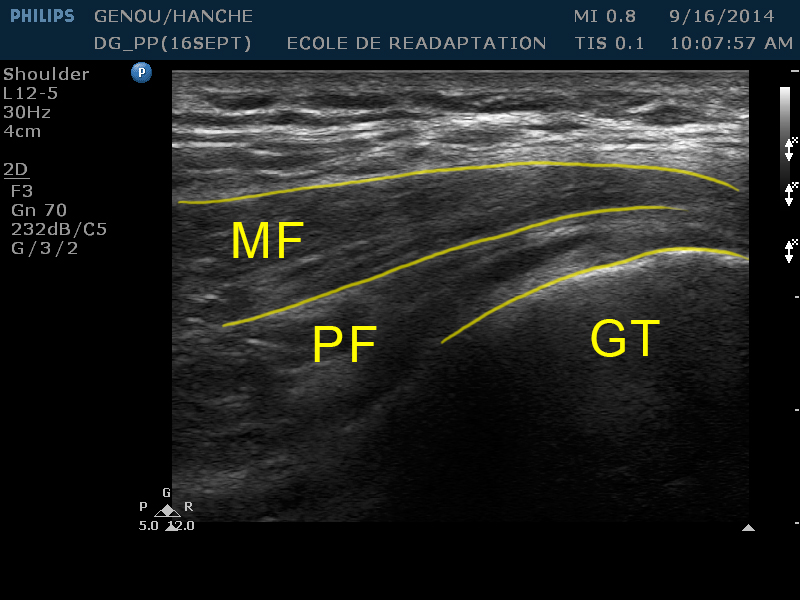 PHILIPS GENOU/HANCHE MI 0.8 9/16/2014
DG_PP(16SEPT) ECOLE DE READAPTATION TIS 0.1 10:07:57 AM
Shoulder
L12-5
30Hz
4cm
2D
F3
Gn 70
232dB/C5
G/3/2
P
MF
PF
GT
G
P R
5.0 12.0